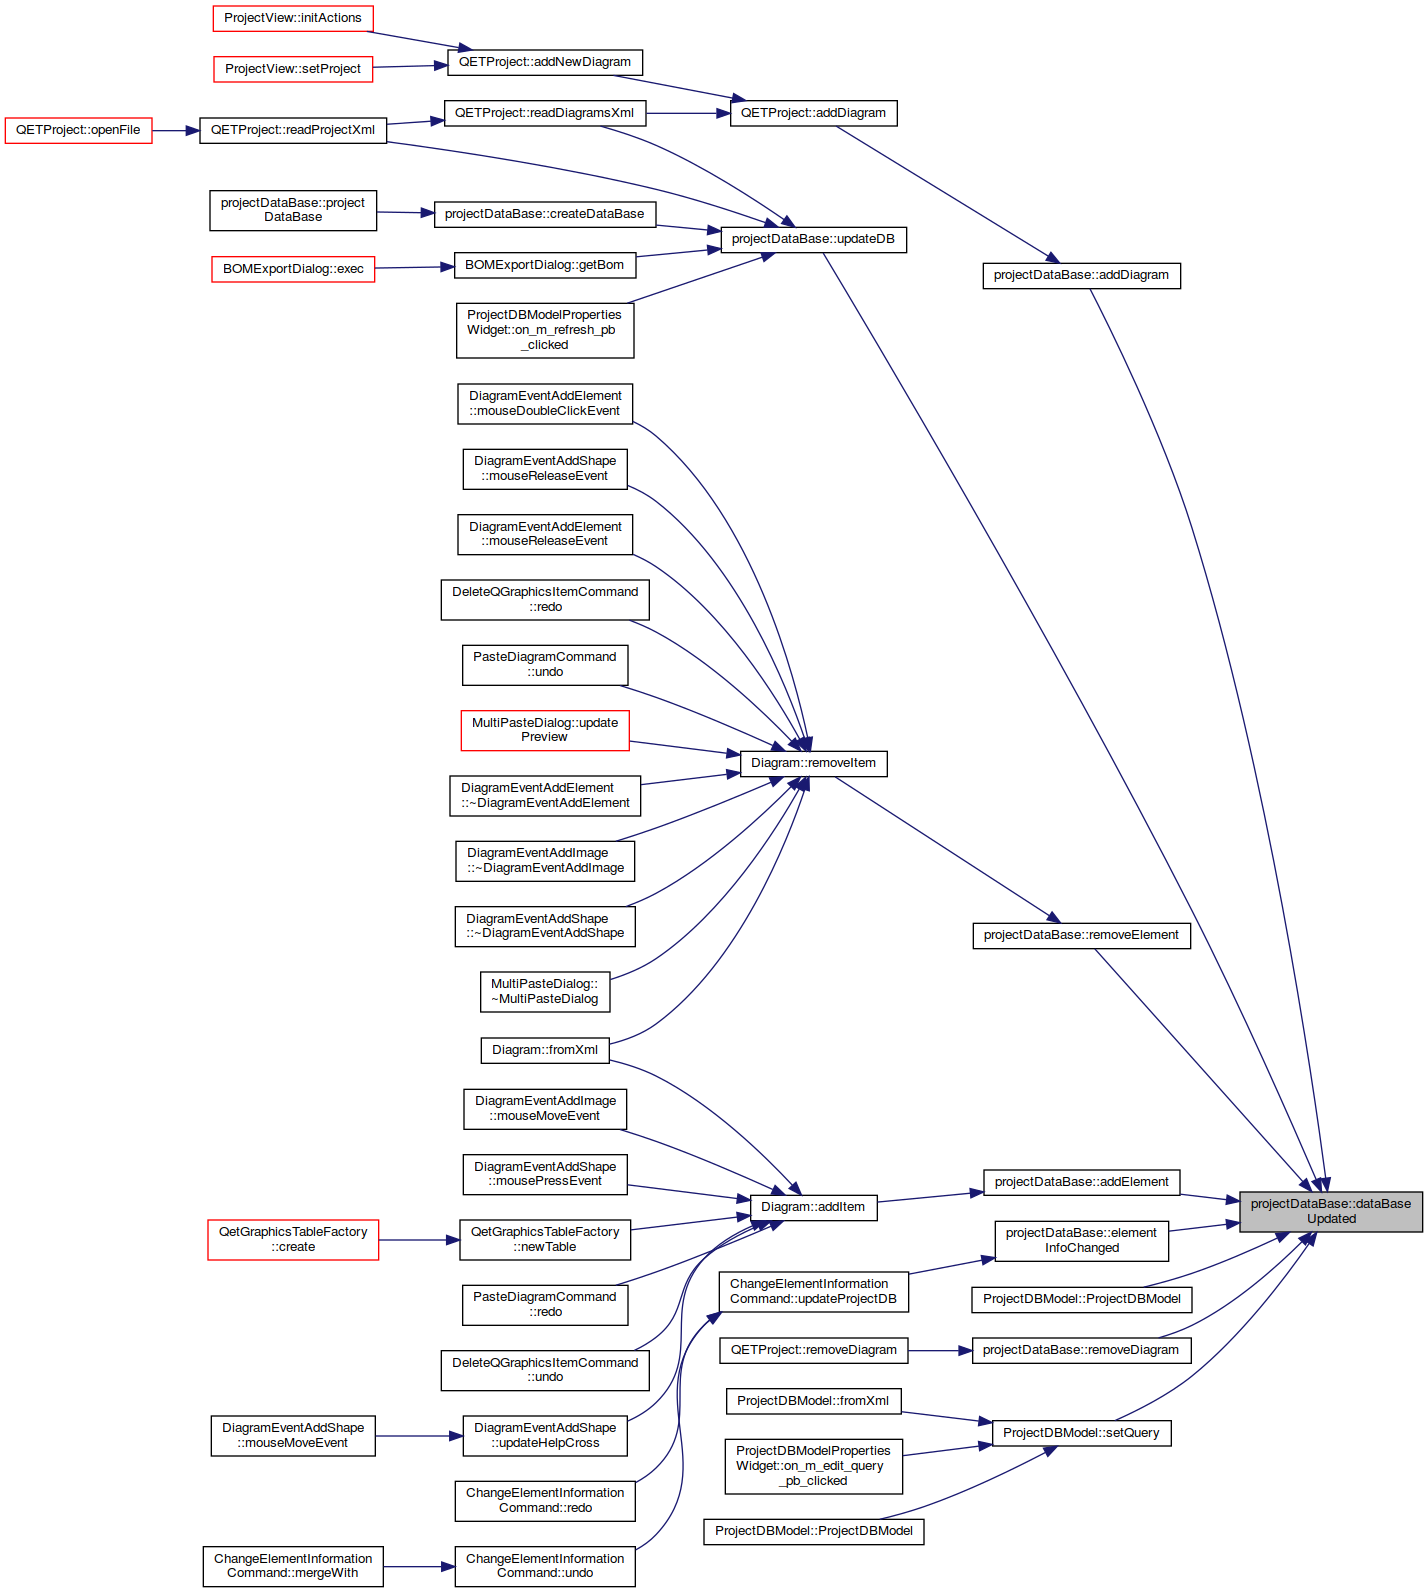 ProjectView::initActions
QETProject::addNewDiagram
ProjectView::setProject
QETProject::readDiagramsXml
QETProject::addDiagram
QETProject::openFile
QETProject::readProjectXml
projectDataBase::project
DataBase
projectDataBase::createDataBase
projectDataBase::updateDB
BOMExportDialog::exec
BOMExportDialog::getBom
projectDataBase::addDiagram
ProjectDBModelProperties
Widget::on_m_refresh_pb
_clicked
DiagramEventAddElement
::mouseDoubleClickEvent
DiagramEventAddShape
::mouseReleaseEvent
DiagramEventAddElement
::mouseReleaseEvent
DeleteQGraphicsItemCommand
::redo
PasteDiagramCommand
::undo
MultiPasteDialog::update
Preview
Diagram::removeItem
DiagramEventAddElement
::~DiagramEventAddElement
DiagramEventAddImage
::~DiagramEventAddImage
DiagramEventAddShape
::~DiagramEventAddShape
projectDataBase::removeElement
MultiPasteDialog::
~MultiPasteDialog
Diagram::fromXml
DiagramEventAddImage
::mouseMoveEvent
DiagramEventAddShape
::mousePressEvent
projectDataBase::addElement
Diagram::addItem
projectDataBase::dataBase
Updated
QetGraphicsTableFactory
::create
QetGraphicsTableFactory
::newTable
projectDataBase::element
InfoChanged
PasteDiagramCommand
::redo
ChangeElementInformation
Command::updateProjectDB
ProjectDBModel::ProjectDBModel
DeleteQGraphicsItemCommand
::undo
QETProject::removeDiagram
projectDataBase::removeDiagram
ProjectDBModel::fromXml
DiagramEventAddShape
::mouseMoveEvent
DiagramEventAddShape
::updateHelpCross
ProjectDBModel::setQuery
ProjectDBModelProperties
Widget::on_m_edit_query
_pb_clicked
ChangeElementInformation
Command::redo
ProjectDBModel::ProjectDBModel
ChangeElementInformation
Command::mergeWith
ChangeElementInformation
Command::undo